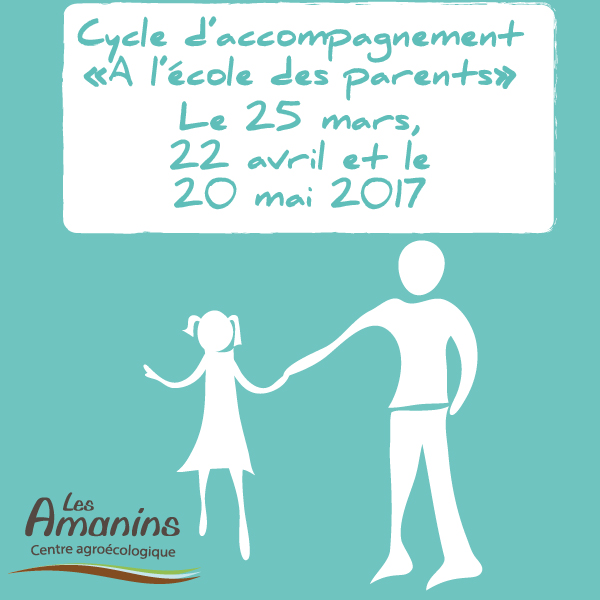 Cycle d'accompagnement
«A l'école des parents»
Le 25 mars,
22 avril et le
20 mai 2017
Les
Amanins
Centre agroécologique